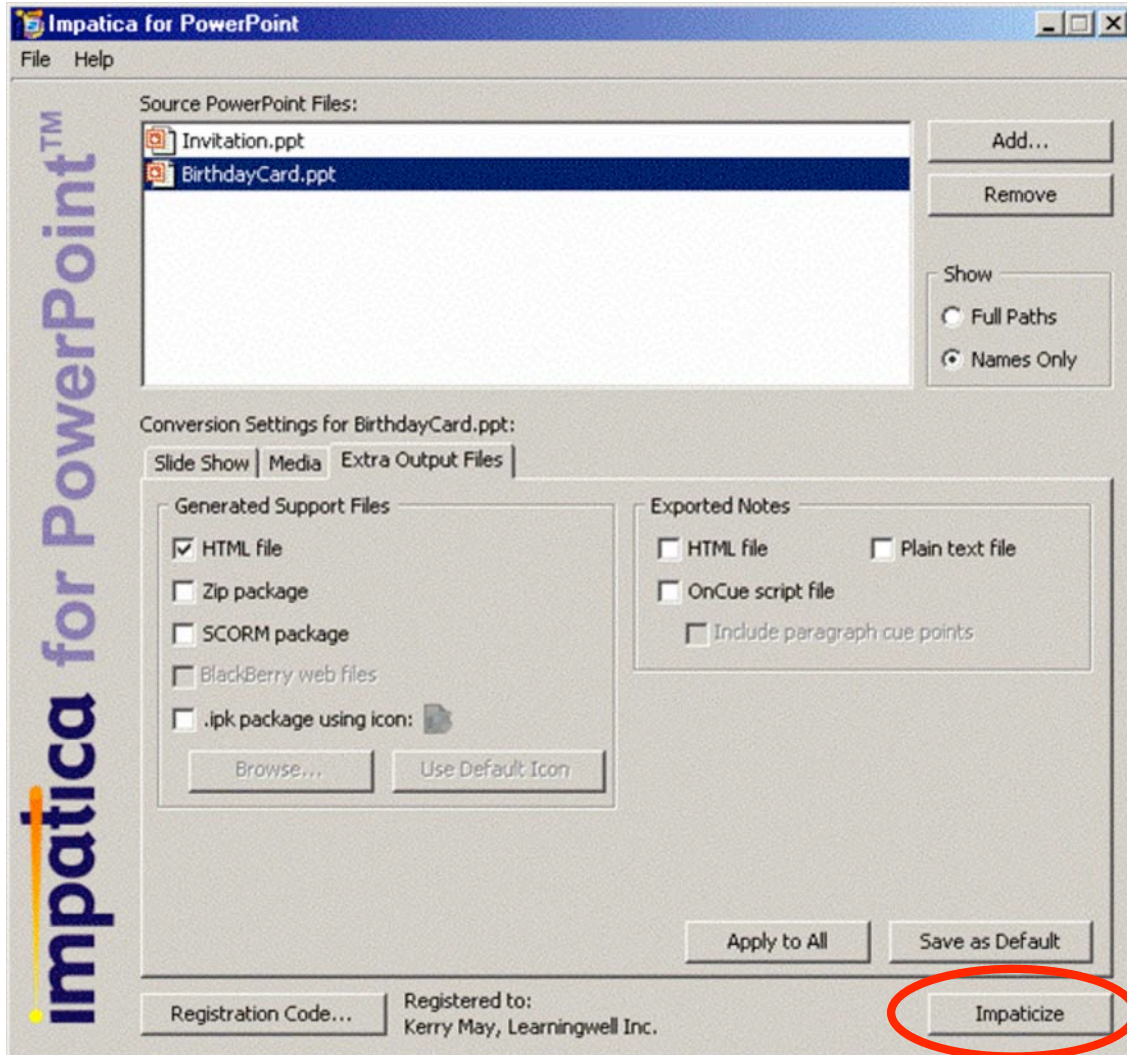 Impatica for PowerPoint
File Help
impatica for PowerPoint™
Source PowerPoint Files:
Invitation.ppt
BirthdayCard.ppt
Add...
Remove
Show
Full Paths
Names Only
Conversion Settings for BirthdayCard.ppt:
Slide Show Media Extra Output Files
Generated Support Files
HTML file
Zip package
SCORM package
BlackBerry web files
.ipk package using icon:
Browse... Use Default Icon
Exported Notes
HTML file Plain text file
OnCue script file
Include paragraph cue points
Apply to All Save as Default
Registration Code...
Registered to:
Kerry May, Learningwell Inc.
Impaticize